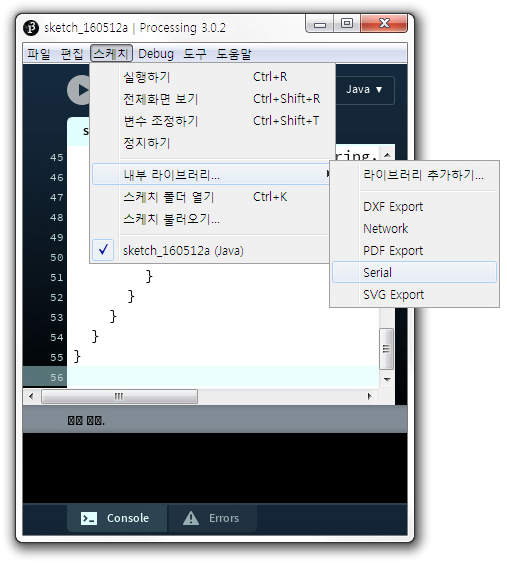 sketch_160512a | Processing 3.0.2
파일 편집 스케치 Debug 도구 도움말
실행하기 Ctrl+R
전체화면 보기 Ctrl+Shift+R
변수 조정하기 Ctrl+Shift+T
정지하기
내부 라이브러리...
스케치 폴더 열기 Ctrl+K
스케치 불러오기...
✓ sketch_160512a (Java)
라이브러리 추가하기...
DXF Export
Network
PDF Export
Serial
SVG Export
Java ▼
s
45 ring.
46
47
48
49
50
51 }
52 }
53 }
54 }
55 }
56
Console
Errors